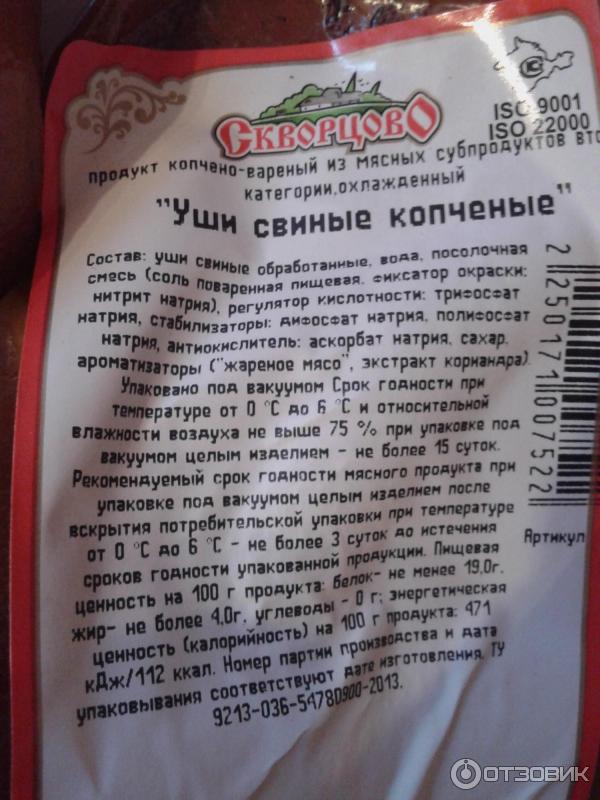 СКВОРЦОВО
ISO 9001
ISO 22000
продукт копчено-вареный из мясных субпродуктов вто
категории,охлажденный
"Уши свиные копченые"
Состав: уши свиные обработанные, вода, посолочная
смесь (соль поваренная пищевая, фиксатор окраски:
нитрит натрия), регулятор кислотности: трифосфат
натрия, стабилизаторы: дифосфат натрия, полифосфат
натрия, антиокислитель: аскорбат натрия, сахар,
ароматизаторы ("жареное мясо", экстракт кориандра)
Упаковано под вакуумом Срок годности при
температуре от 0 °С до 6 °С и относительной
влажности воздуха не выше 75 % при упаковке под
вакуумом целым изделием - не более 15 суток.
Рекомендуемый срок годности мясного продукта при
упаковке под вакуумом целым изделием после
вскрытия потребительской упаковки при температуре
от 0 °С до 6 °С - не более 3 суток до истечения
сроков годности упакованной продукции. Пищевая
ценность на 100 г продукта: белок- не менее 19,0г,
жир- не более 4,0г, углеводы - 0 г; энергетическая
ценность (калорийность) на 100 г продукта: 471
кДж/112 ккал. Номер партии производства и дата
упаковывания соответствуют дате изготовления. ТУ
9213-036-54780900-2013.
2 250171 007522
Артикул
ОТЗОВИК